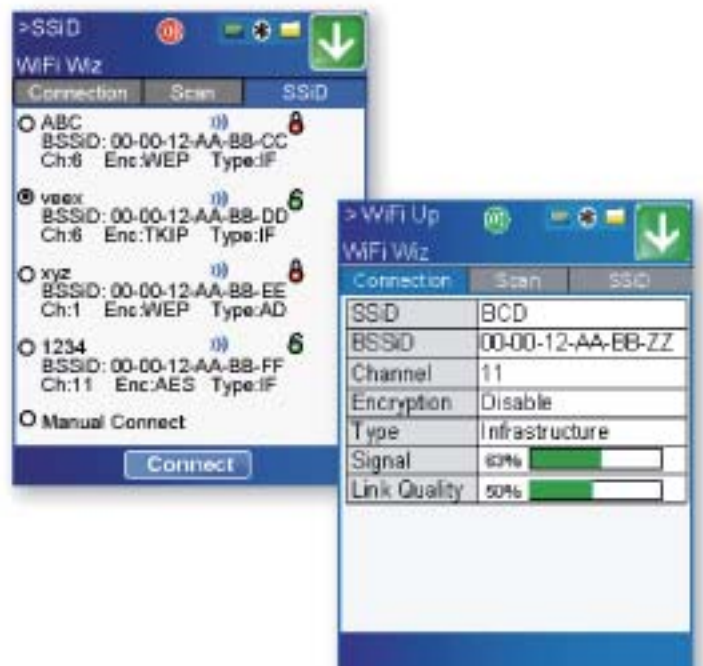 >SSiD
WiFi Wiz
Connection Scan SSiD
ABC
BSSiD: 00-00-12-AA-BB-CC
Ch:6 Enc:WEP Type:IF
veex
BSSiD: 00-00-12-AA-BB-DD
Ch:6 Enc:TKIP Type:IF
xyz
BSSiD: 00-00-12-AA-BB-EE
Ch:1 Enc:WEP Type:AD
1234
BSSiD: 00-00-12-AA-BB-FF
Ch:11 Enc:AES Type:IF
Manual Connect
Connect
> WiFi Up
WiFi Wiz
Connection Scan SSiD
SSiD BCD
BSSiD 00-00-12-AA-BB-ZZ
Channel 11
Encryption Disable
Type Infrastructure
Signal 63%
Link Quality 50%